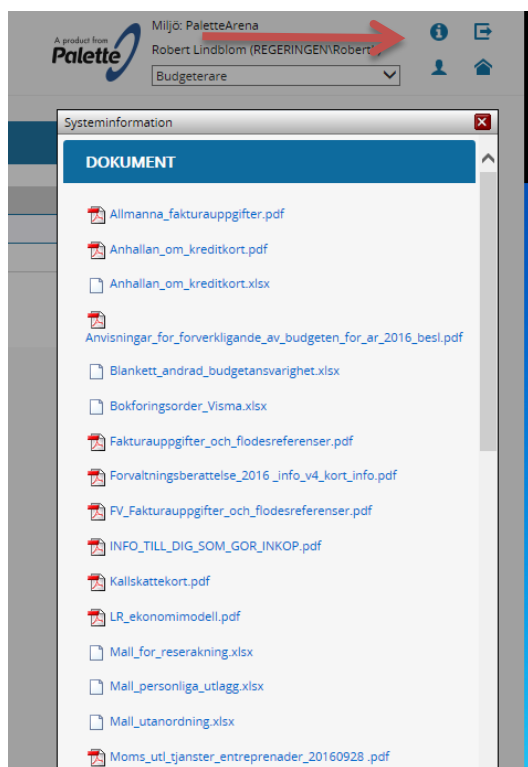 A product from
Palette
Miljö: PaletteArena
Robert Lindblom (REGERINGEN\Robert
Budgeterare
Systeminformation
DOKUMENT
Allmanna_fakturauppgifter.pdf
Anhallan_om_kreditkort.pdf
Anhallan_om_kreditkort.xlsx
Anvisningar_for_forverkligande_av_budgeten_for_ar_2016_besl.pdf
Blankett_andrad_budgetansvarighet.xlsx
Bokforingsorder_Visma.xlsx
Fakturauppgifter_och_flodesreferenser.pdf
Forvaltningsberattelse_2016 _info_v4_kort_info.pdf
FV_Fakturauppgifter_och_flodesreferenser.pdf
INFO_TILL_DIG_SOM_GOR_INKOP.pdf
Kallskattekort.pdf
LR_ekonomimodell.pdf
Mall_for_reserakning.xlsx
Mall_personliga_utlagg.xlsx
Mall_utanordning.xlsx
Moms_utl_tjanster_entreprenader_20160928 .pdf